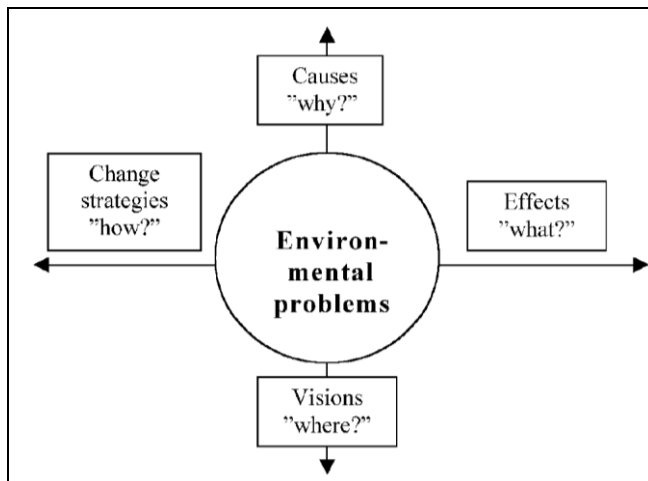 Causes
”why?”
Change
strategies
”how?”
Effects
”what?”
Environ-
mental
problems
Visions
”where?”